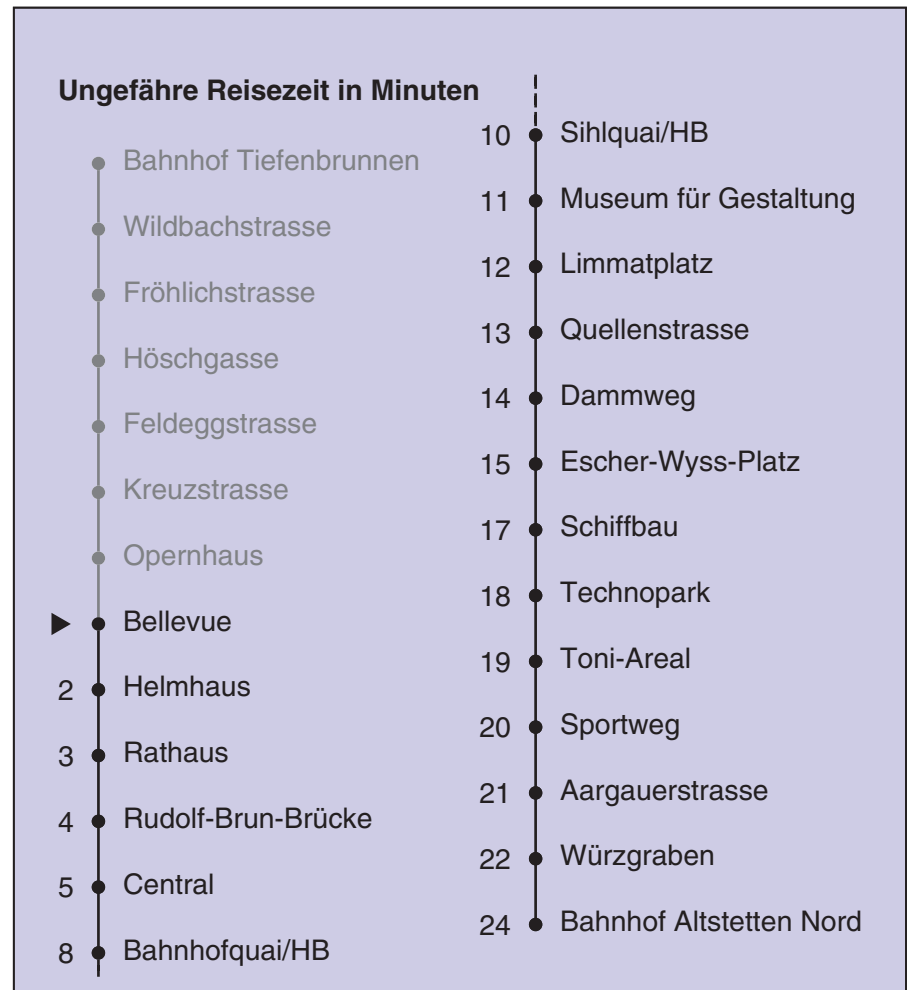 Ungefähre Reisezeit in Minuten
Bahnhof Tiefenbrunnen
Wildbachstrasse
Fröhlichstrasse
Höschgasse
Feldeggstrasse
Kreuzstrasse
Opernhaus
Bellevue
2 Helmhaus
3 Rathaus
4 Rudolf-Brun-Brücke
5 Central
8 Bahnhofquai/HB
10 Sihlquai/HB
11 Museum für Gestaltung
12 Limmatplatz
13 Quellenstrasse
14 Dammweg
15 Escher-Wyss-Platz
17 Schiffbau
18 Technopark
19 Toni-Areal
20 Sportweg
21 Aargauerstrasse
22 Würzgraben
24 Bahnhof Altstetten Nord